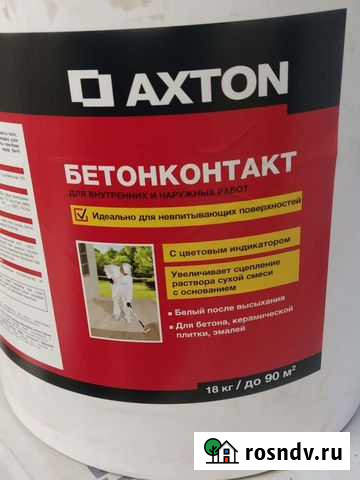 AXTON
БЕТОНКОНТАКТ
ДЛЯ ВНУТРЕННИХ И НАРУЖНЫХ РАБОТ
Идеально для невпитывающих поверхностей
С цветовым индикатором
Увеличивает сцепление
раствора сухой смеси
с основанием
Белый после высыхания
Для бетона, керамической
плитки, эмалей
18 кг / до 90 м²
rosndv.ru